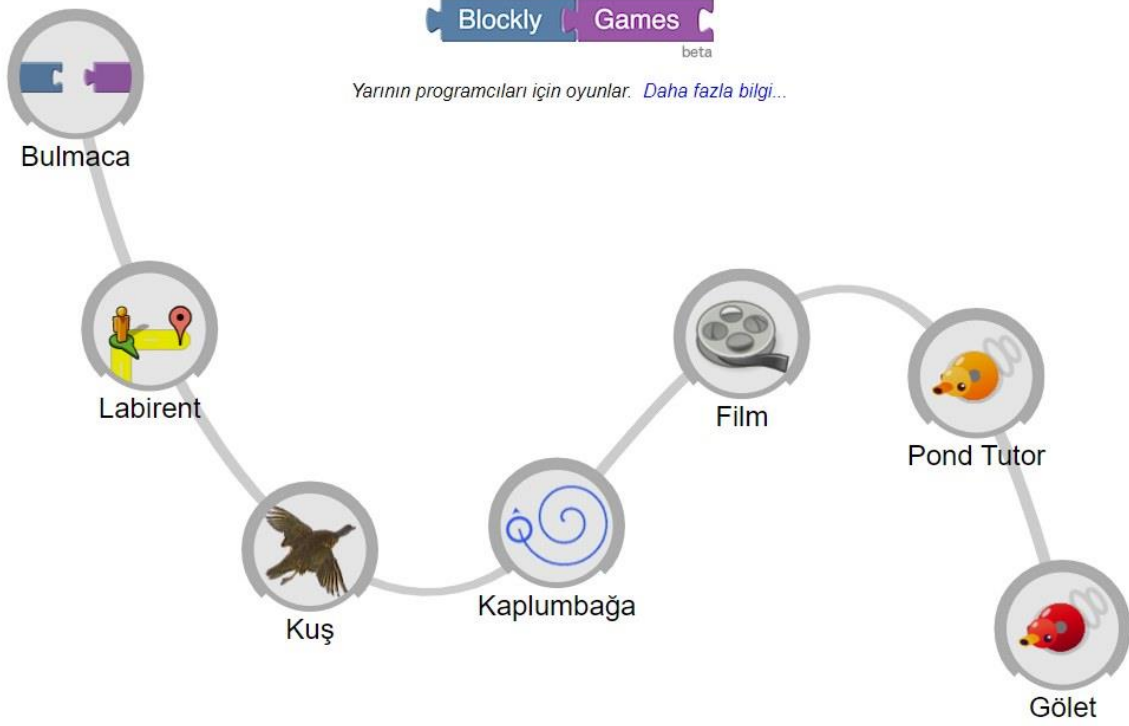 Blockly Games
beta
Yarının programcıları için oyunlar. Daha fazla bilgi...
Bulmaca
Labirent
Kuş
Kaplumbağa
Film
Pond Tutor
Gölet